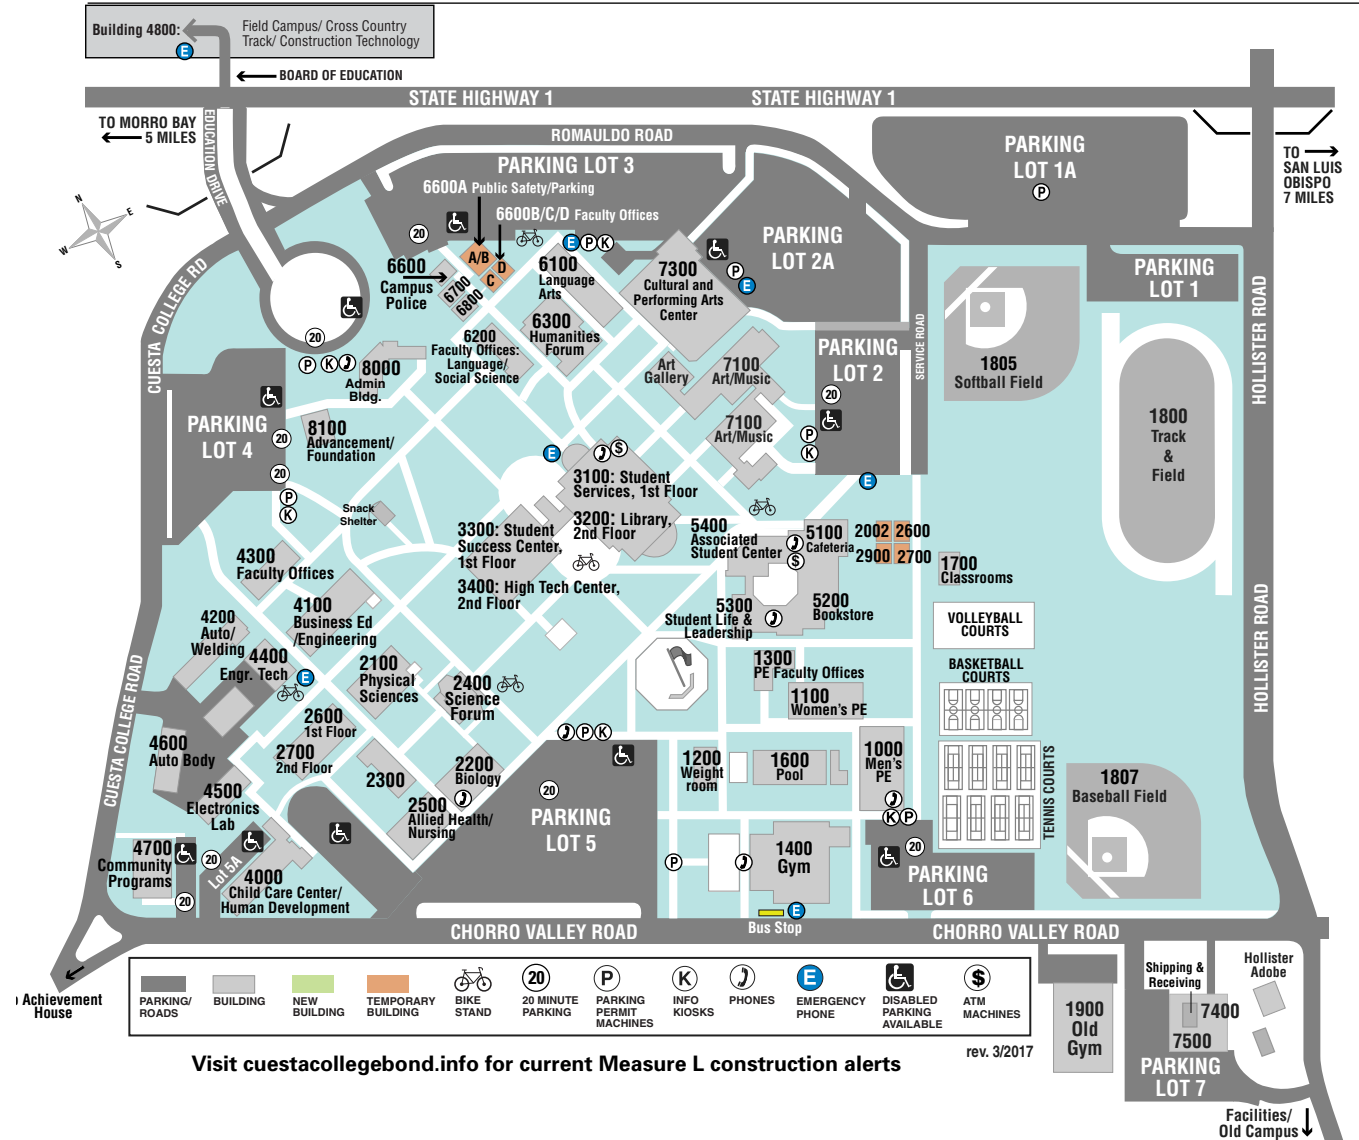 Building 4800:
Field Campus/ Cross Country
Track/ Construction Technology
E
BOARD OF EDUCATION
STATE HIGHWAY 1
STATE HIGHWAY 1
TO MORRO BAY
5 MILES
EDUCATION DRIVE
ROMAULDO ROAD
PARKING
LOT 1A
P
TO
SAN LUIS
OBISPO
7 MILES
PARKING LOT 3
6600A Public Safety/Parking
6600B/C/D Faculty Offices
20
A/B
D
C
E P K
N
E
W
S
6600
Campus
Police
6700
6800
6100
Language
Arts
7300
Cultural and
Performing Arts
Center
PARKING
LOT 2A
P
E
PARKING
LOT 1
CUESTA COLLEGE RD
20
P K
8000
Admin
Bldg.
6200
Faculty Offices:
Language/
Social Science
6300
Humanities
Forum
Art
Gallery
7100
Art/Music
7100
Art/Music
PARKING
LOT 2
20
P
K
SERVICE ROAD
1805
Softball Field
HOLLISTER ROAD
1800
Track
&
Field
PARKING
LOT 4
20
20
P
K
8100
Advancement/
Foundation
Snack
Shelter
E
$
3100: Student
Services, 1st Floor
3200: Library,
2nd Floor
3300: Student
Success Center,
1st Floor
3400: High Tech Center,
2nd Floor
E
5400
Associated
Student Center
5100
Cafeteria
$
2002 2600
2900 2700
1700
Classrooms
5300
Student Life &
Leadership
5200
Bookstore
VOLLEYBALL
COURTS
BASKETBALL
COURTS
HOLLISTER ROAD
4300
Faculty Offices
4100
Business Ed
/Engineering
4200
Auto/
Welding
4400
Engr. Tech
E
2100
Physical
Sciences
2400
Science
Forum
1300
PE Faculty Offices
1100
Women's PE
CUESTA COLLEGE ROAD
2600
1st Floor
2700
2nd Floor
4600
Auto Body
4500
Electronics
Lab
2300
2200
Biology
2500
Allied Health/
Nursing
P K
20
PARKING
LOT 5
1200
Weight
room
1600
Pool
1000
Men's
PE
K P
TENNIS COURTS
1807
Baseball Field
4700
Community
Programs
20
20
Lot 5A
4000
Child Care Center/
Human Development
P
1400
Gym
20
PARKING
LOT 6
E
Bus Stop
CHORRO VALLEY ROAD
CHORRO VALLEY ROAD
Achievement
House
PARKING/
ROADS
BUILDING
NEW
BUILDING
TEMPORARY
BUILDING
BIKE
STAND
20
20 MINUTE
PARKING
P
PARKING
PERMIT
MACHINES
K
INFO
KIOSKS
PHONES
E
EMERGENCY
PHONE
DISABLED
PARKING
AVAILABLE
$
ATM
MACHINES
Visit cuestacollegebond.info for current Measure L construction alerts
rev. 3/2017
1900
Old
Gym
Shipping &
Receiving
7400
7500
PARKING
LOT 7
Hollister
Adobe
Facilities/
Old Campus